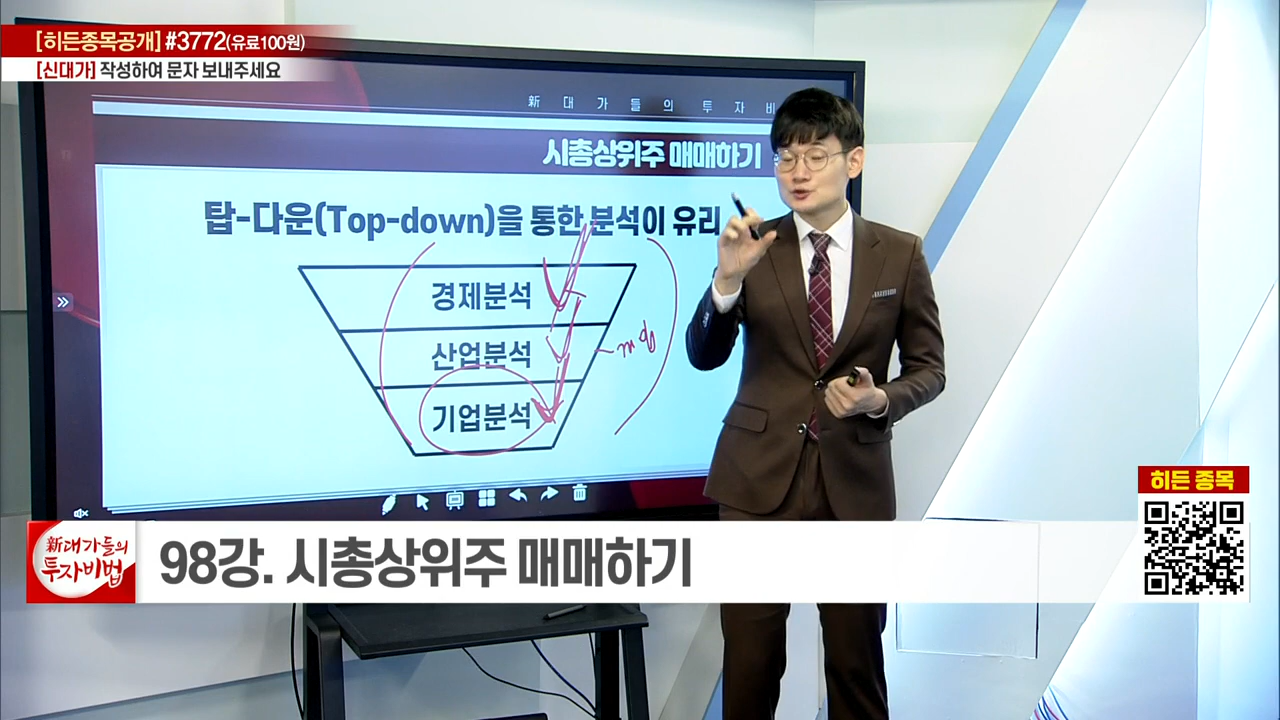 [히든종목공개] #3772(유료100원)
[신대가] 작성하여 문자 보내주세요
新 대 가 들 의 투 자 비
시총상위주 매매하기
탑-다운(Top-down)을 통한 분석이 유리
경제분석
산업분석
기업분석
히든 종목
新대가들의
투자비법
98강. 시총상위주 매매하기